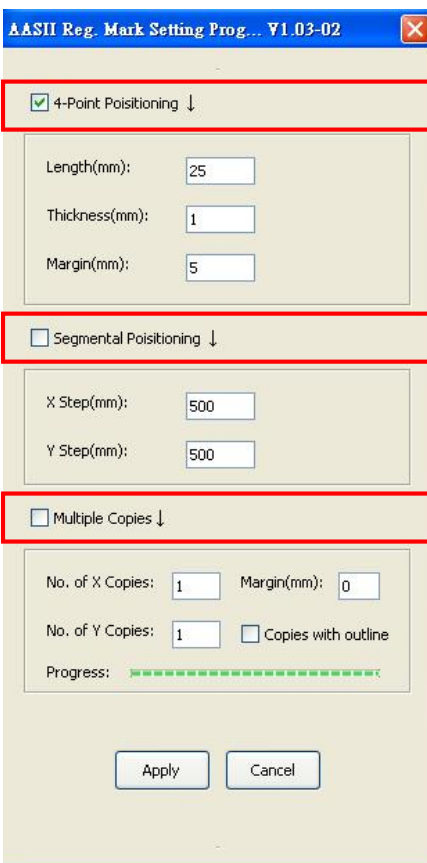 AASII Reg. Mark Setting Prog... V1.03-02
4-Point Poisitioning ↓
Length(mm): 25
Thickness(mm): 1
Margin(mm): 5
Segmental Poisitioning ↓
X Step(mm): 500
Y Step(mm): 500
Multiple Copies ↓
No. of X Copies: 1 Margin(mm): 0
No. of Y Copies: 1 Copies with outline
Progress:
Apply Cancel